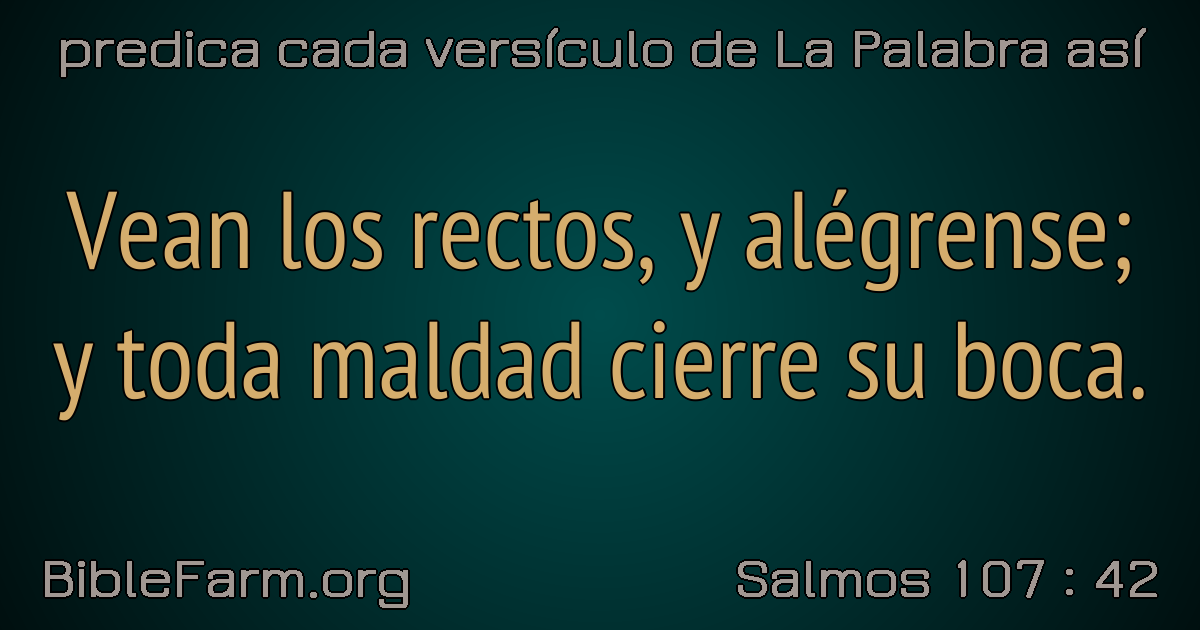 predica cada versículo de La Palabra así
Vean los rectos, y alégrense;
y toda maldad cierre su boca.
BibleFarm.org
Salmos 107 : 42